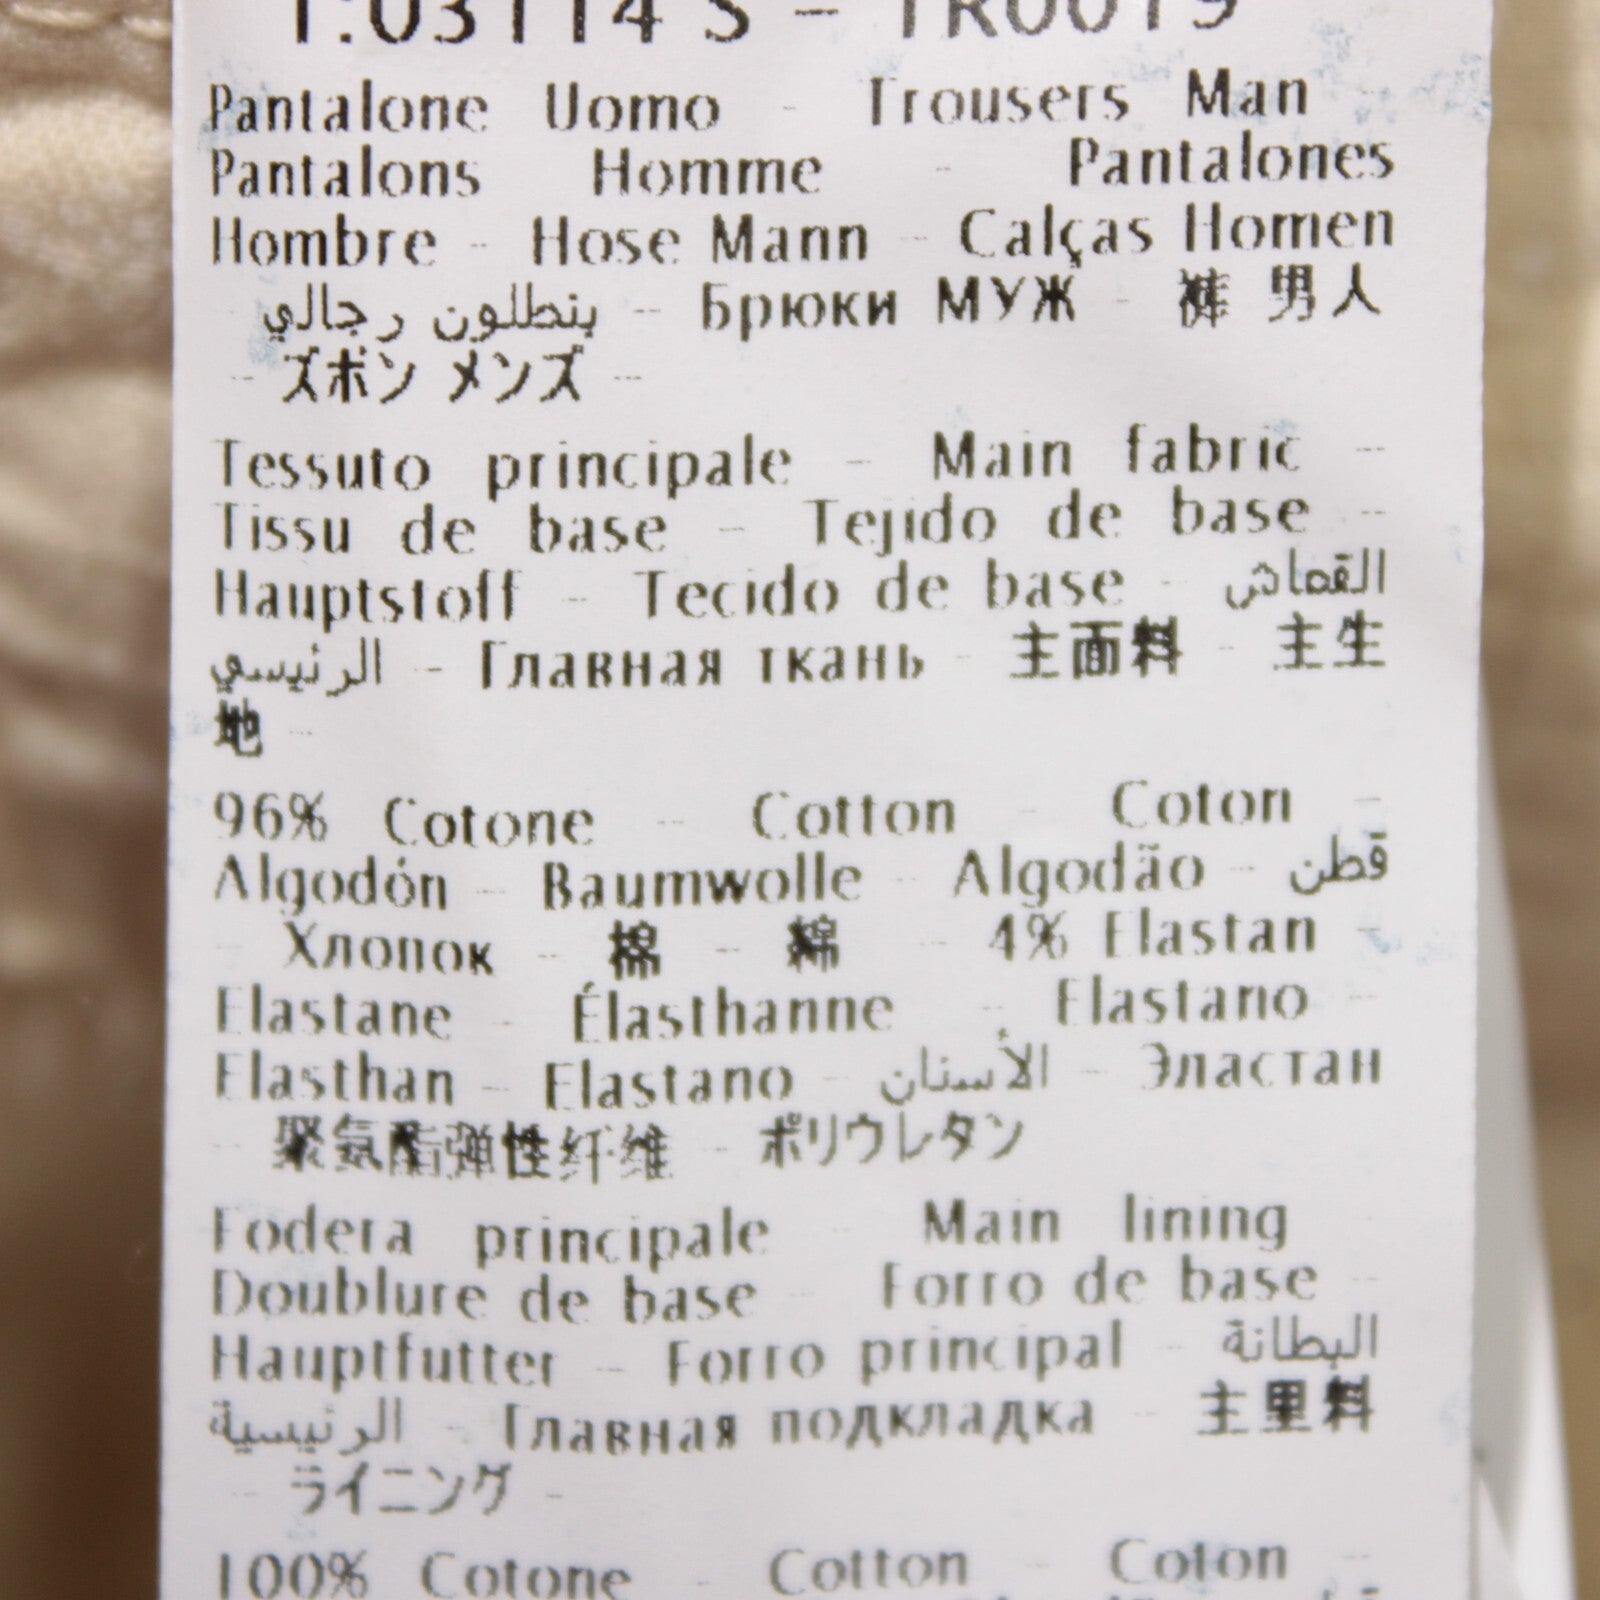 T:03114 S - TR0019
Pantalone Uomo - Trousers Man -
Pantalons Homme - Pantalones
Hombre - Hose Mann - Calças Homen
- بنطلون رجالي - Брюки МУЖ - 裤 男人
- ズボン メンズ -
Tessuto principale - Main fabric -
Tissu de base - Tejido de base -
Hauptstoff - Tecido de base - القماش
الرئيسي - Главная ткань - 主面料 - 主生
地 -
96% Cotone - Cotton - Coton -
Algodón - Baumwolle - Algodão - قطن
- Хлопок - 棉 - 綿 - 4% Elastan -
Elastane - Élasthanne - Elastano -
Elasthan - Elastano - الأستان - Эластан
- 聚氨酯弹性纤维 - ポリウレタン
Fodera principale - Main lining -
Doublure de base - Forro de base -
Hauptfutter - Forro principal - البطانة
الرئيسية - Главная подкладка - 主里料
- ライニング -
100% Cotone - Cotton - Coton -